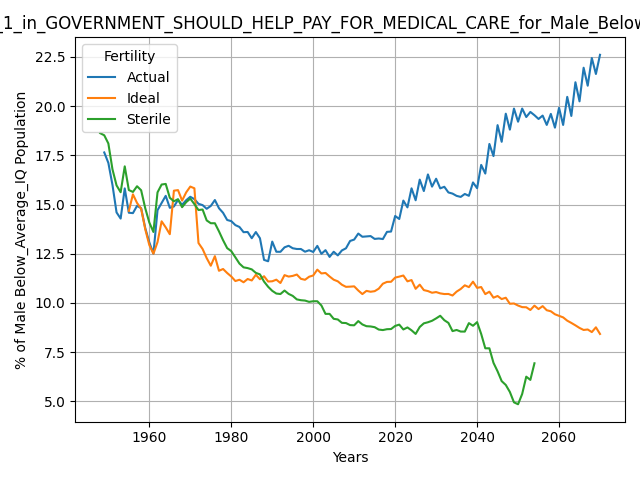 _1_in_GOVERNMENT_SHOULD_HELP_PAY_FOR_MEDICAL_CARE_for_Male_Below
% of Male Below_Average_IQ Population
22.5
20.0
17.5
15.0
12.5
10.0
7.5
5.0
Fertility
Actual
Ideal
Sterile
1960
1980
2000
2020
2040
2060
Years